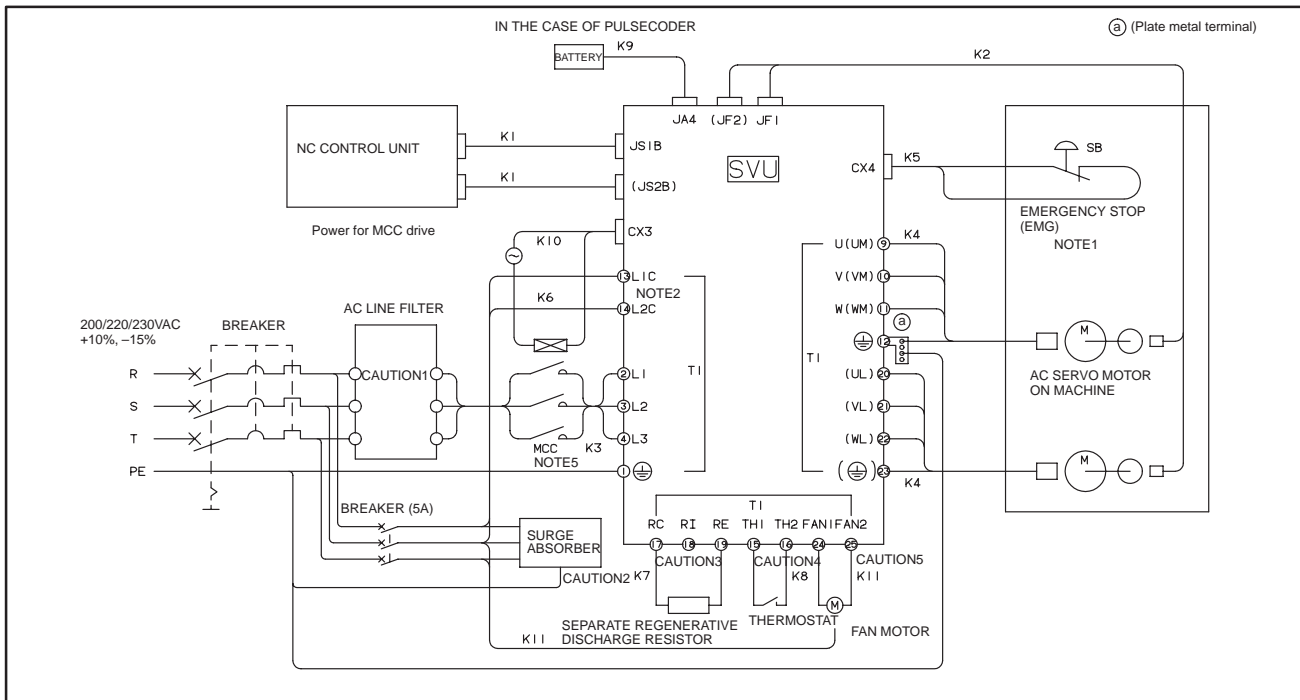 IN THE CASE OF PULSECODER
ⓐ (Plate metal terminal)
K9
K2
BATTERY
JA4 (JF2) JF1
NC CONTROL UNIT
K1
JS1B
SVU
K5
SB
CX4
K1
(JS2B)
EMERGENCY STOP
(EMG)
NOTE1
Power for MCC drive
K10
CX3
U(UM) 9 K4
13 L1C
V(VM) 10
NOTE2
K6
14 L2C
W(WM) 11
AC LINE FILTER
a
200/220/230VAC
+10%, –15%
BREAKER
12
M
T1
T1
R
CAUTION1
2 L1
(UL) 20
AC SERVO MOTOR
ON MACHINE
S
3 L2
(VL) 21
T
4 L3
(WL) 22
MCC
K3
NOTE5
M
PE
1
( ) 23
K4
BREAKER (5A)
T1
RC RI RE TH1 TH2 FAN1 FAN2
SURGE
ABSORBER
17 18 19 15 16 24 25
CAUTION3
CAUTION4
CAUTION5
CAUTION2
K7
K8
K11
M
SEPARATE REGENERATIVE
DISCHARGE RESISTOR
THERMOSTAT
FAN MOTOR
K11